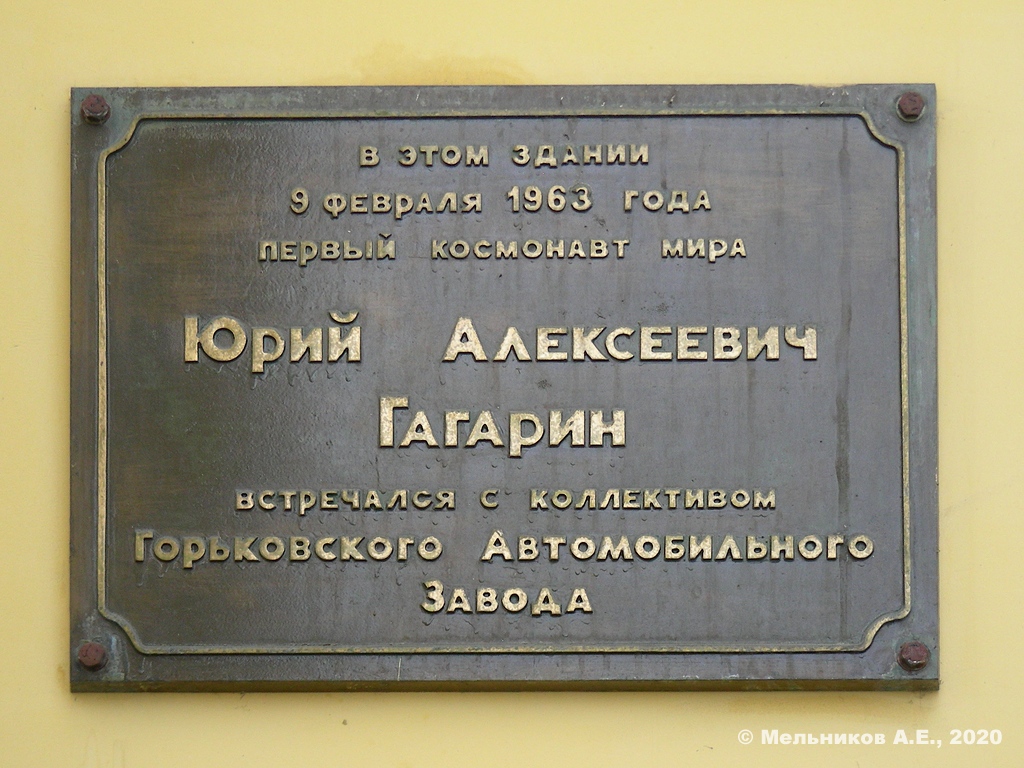 В ЭТОМ ЗДАНИИ
9 ФЕВРАЛЯ 1963 ГОДА
ПЕРВЫЙ КОСМОНАВТ МИРА
ЮРИЙ АЛЕКСЕЕВИЧ
ГАГАРИН
ВСТРЕЧАЛСЯ С КОЛЛЕКТИВОМ
ГОРЬКОВСКОГО АВТОМОБИЛЬНОГО
ЗАВОДА
© Мельников А.Е., 2020